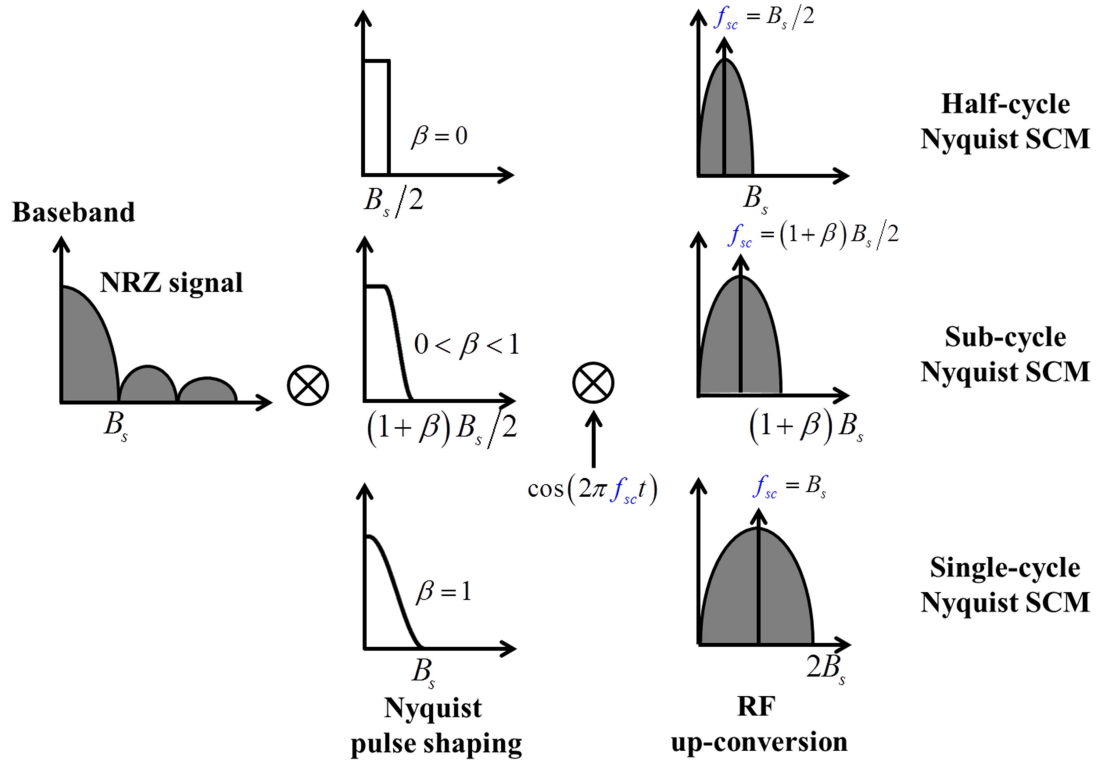 f_sc = B_s/2
Half-cycle
Nyquist SCM
β = 0
B_s/2
B_s
Baseband
f_sc = (1+β)B_s/2
NRZ signal
0 < β < 1
Sub-cycle
Nyquist SCM
B_s
(1+β)B_s/2
(1+β)B_s
cos(2πf_sct)
f_sc = B_s
β = 1
Single-cycle
Nyquist SCM
B_s
2B_s
Nyquist
pulse shaping
RF
up-conversion